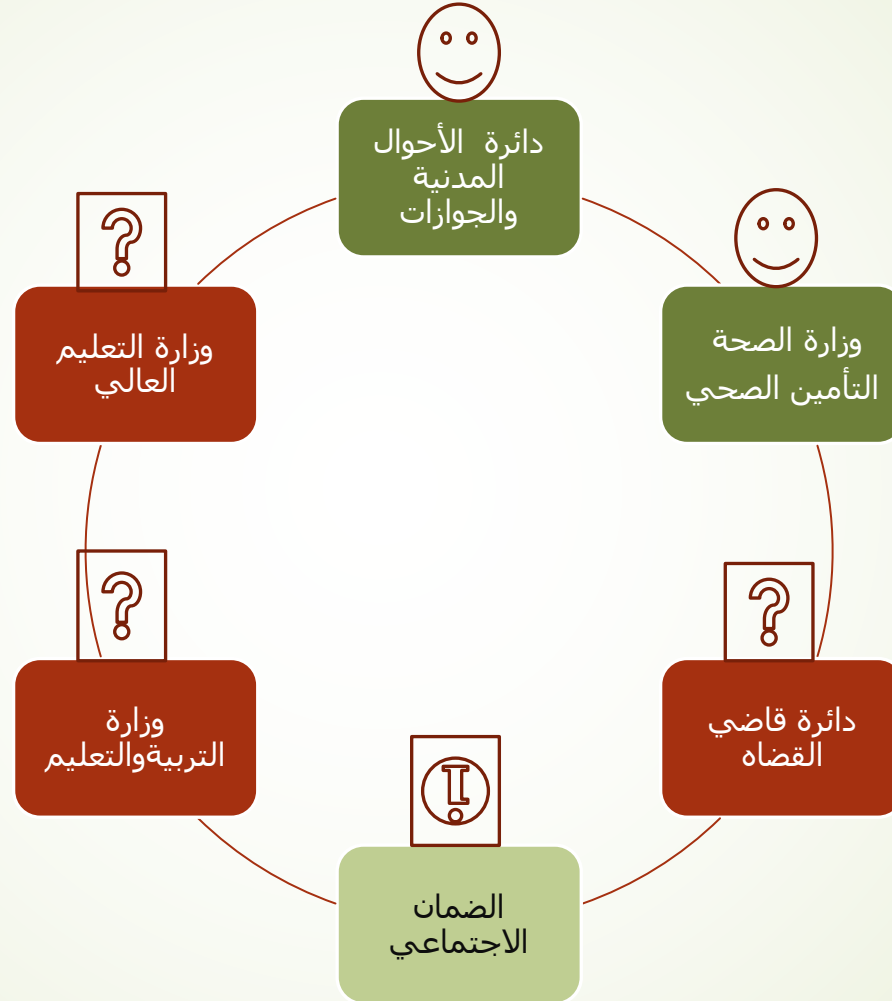 دائرة الأحوال
المدنية
والجوازات
وزارة الصحة
التأمين الصحي
دائرة قاضي
القضاه
الضمان
الاجتماعي
وزارة
التربيةوالتعليم
وزارة التعليم
العالي